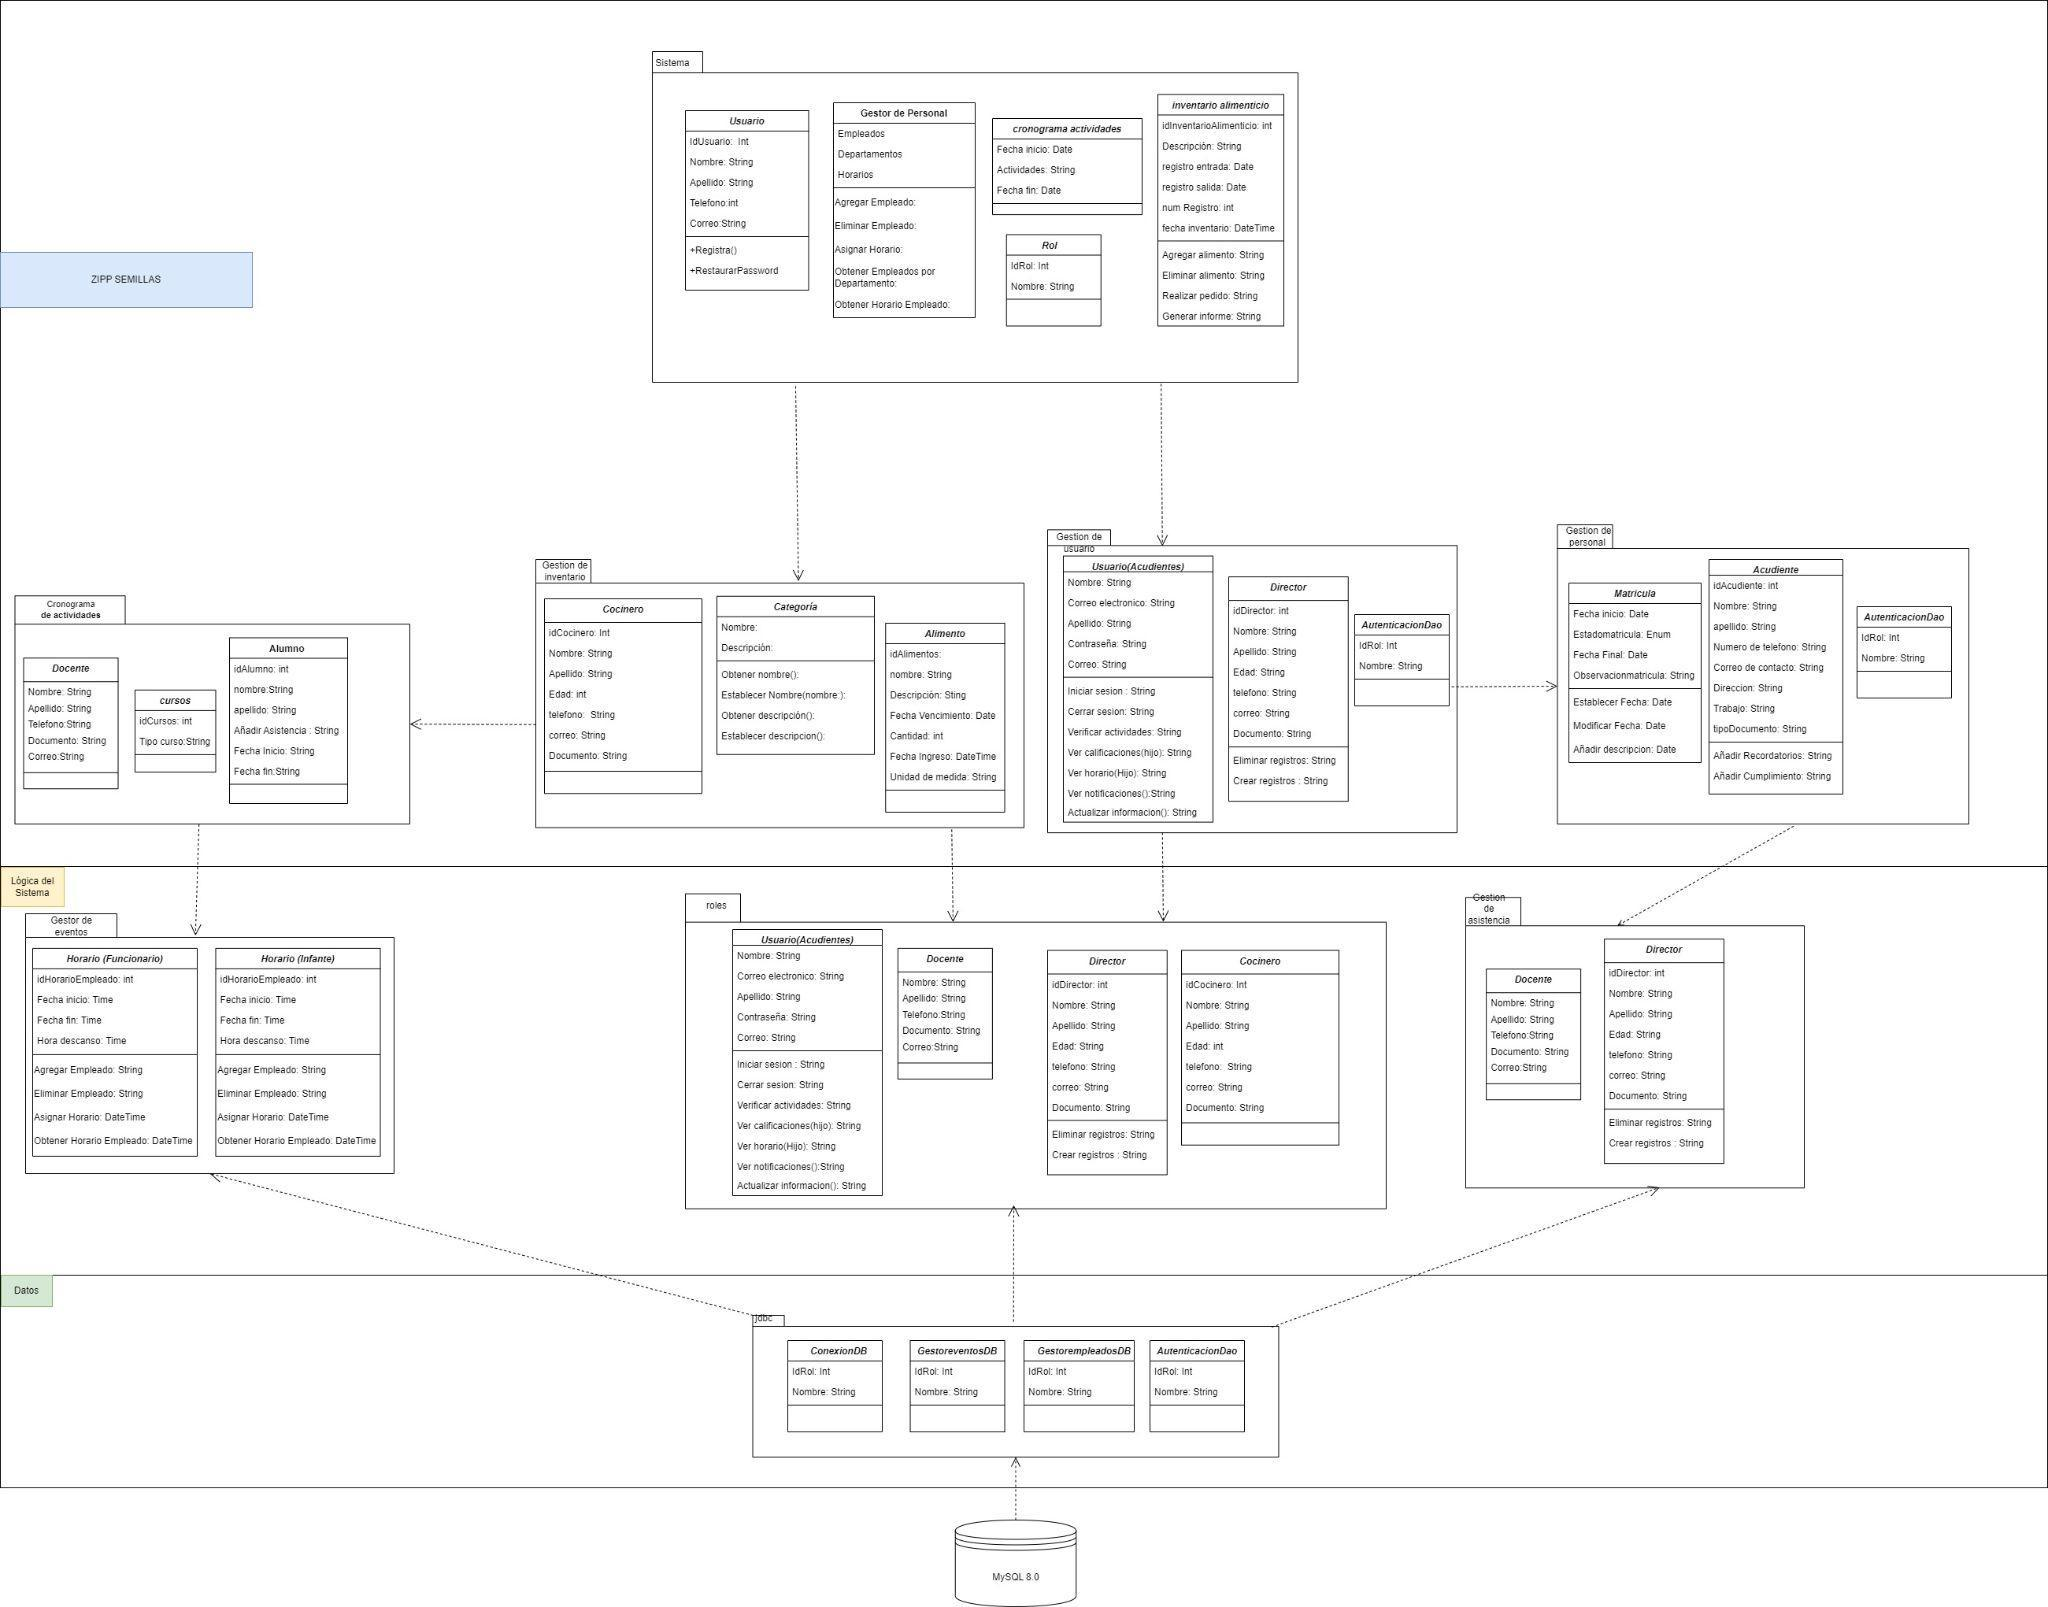 Sistema
Usuario
IdUsuario:  Int
Nombre: String
Apellido: String
Telefono:int
Correo:String
+Registra()
+RestaurarPassword
Gestor de Personal
Empleados
Departamentos
Horarios
Agregar Empleado:
Eliminar Empleado:
Asignar Horario:
Obtener Empleados por
Departamento:
Obtener Horario Empleado:
cronograma actividades
Fecha inicio: Date
Actividades: String
Fecha fin: Date
Rol
IdRol: Int
Nombre: String
inventario alimenticio
idInventarioAlimenticio: int
Descripción: String
registro entrada: Date
registro salida: Date
num Registro: int
fecha inventario: DateTime
Agregar alimento: String
Eliminar alimento: String
Realizar pedido: String
Generar informe: String
ZIPP SEMILLAS
Cronograma
de actividades
Docente
Nombre: String
Apellido: String
Telefono:String
Documento: String
Correo:String
cursos
idCursos: int
Tipo curso:String
Alumno
idAlumno: int
nombre:String
apellido: String
Añadir Asistencia : String
Fecha Inicio: String
Fecha fin:String
Gestion de
inventario
Cocinero
idCocinero: Int
Nombre: String
Apellido: String
Edad: int
telefono:  String
correo: String
Documento: String
Categoría
Nombre:
Descripción:
Obtener nombre():
Establecer Nombre(nombre ):
Obtener descripción():
Establecer descripcion():
Alimento
idAlimentos:
nombre: String
Descripción: Sting
Fecha Vencimiento: Date
Cantidad: int
Fecha Ingreso: DateTime
Unidad de medida: String
Gestion de
usuario
Usuario(Acudientes)
Nombre: String
Correo electronico: String
Apellido: String
Contraseña: String
Correo: String
Iniciar sesion : String
Cerrar sesion: String
Verificar actividades: String
Ver calificaciones(hijo): String
Ver horario(Hijo): String
Ver notificaciones():String
Actualizar informacion(): String
Director
idDirector: int
Nombre: String
Apellido: String
Edad: String
telefono: String
correo: String
Documento: String
Eliminar registros: String
Crear registros : String
AutenticacionDao
IdRol: Int
Nombre: String
Gestion de
personal
Matricula
Fecha inicio: Date
Estadomatricula: Enum
Fecha Final: Date
Observacionmatricula: String
Establecer Fecha: Date
Modificar Fecha: Date
Añadir descripcion: Date
Acudiente
idAcudiente: int
Nombre: String
apellido: String
Numero de telefono: String
Correo de contacto: String
Direccion: String
Trabajo: String
tipoDocumento: String
Añadir Recordatorios: String
Añadir Cumplimiento: String
AutenticacionDao
IdRol: Int
Nombre: String
Lógica del
Sistema
Gestor de
eventos
Horario (Funcionario)
idHorarioEmpleado: int
Fecha inicio: Time
Fecha fin: Time
Hora descanso: Time
Agregar Empleado: String
Eliminar Empleado: String
Asignar Horario: DateTime
Obtener Horario Empleado: DateTime
Horario (Infante)
idHorarioEmpleado: int
Fecha inicio: Time
Fecha fin: Time
Hora descanso: Time
Agregar Empleado: String
Eliminar Empleado: String
Asignar Horario: DateTime
Obtener Horario Empleado: DateTime
roles
Usuario(Acudientes)
Nombre: String
Correo electronico: String
Apellido: String
Contraseña: String
Correo: String
Iniciar sesion : String
Cerrar sesion: String
Verificar actividades: String
Ver calificaciones(hijo): String
Ver horario(Hijo): String
Ver notificaciones():String
Actualizar informacion(): String
Docente
Nombre: String
Apellido: String
Telefono:String
Documento: String
Correo:String
Director
idDirector: int
Nombre: String
Apellido: String
Edad: String
telefono: String
correo: String
Documento: String
Eliminar registros: String
Crear registros : String
Cocinero
idCocinero: Int
Nombre: String
Apellido: String
Edad: int
telefono:  String
correo: String
Documento: String
Gestion
de
asistencia
Docente
Nombre: String
Apellido: String
Telefono:String
Documento: String
Correo:String
Director
idDirector: int
Nombre: String
Apellido: String
Edad: String
telefono: String
correo: String
Documento: String
Eliminar registros: String
Crear registros : String
Datos
jdbc
ConexionDB
IdRol: Int
Nombre: String
GestoreventosDB
IdRol: Int
Nombre: String
GestorempleadosDB
IdRol: Int
Nombre: String
AutenticacionDao
IdRol: Int
Nombre: String
MySQL 8.0